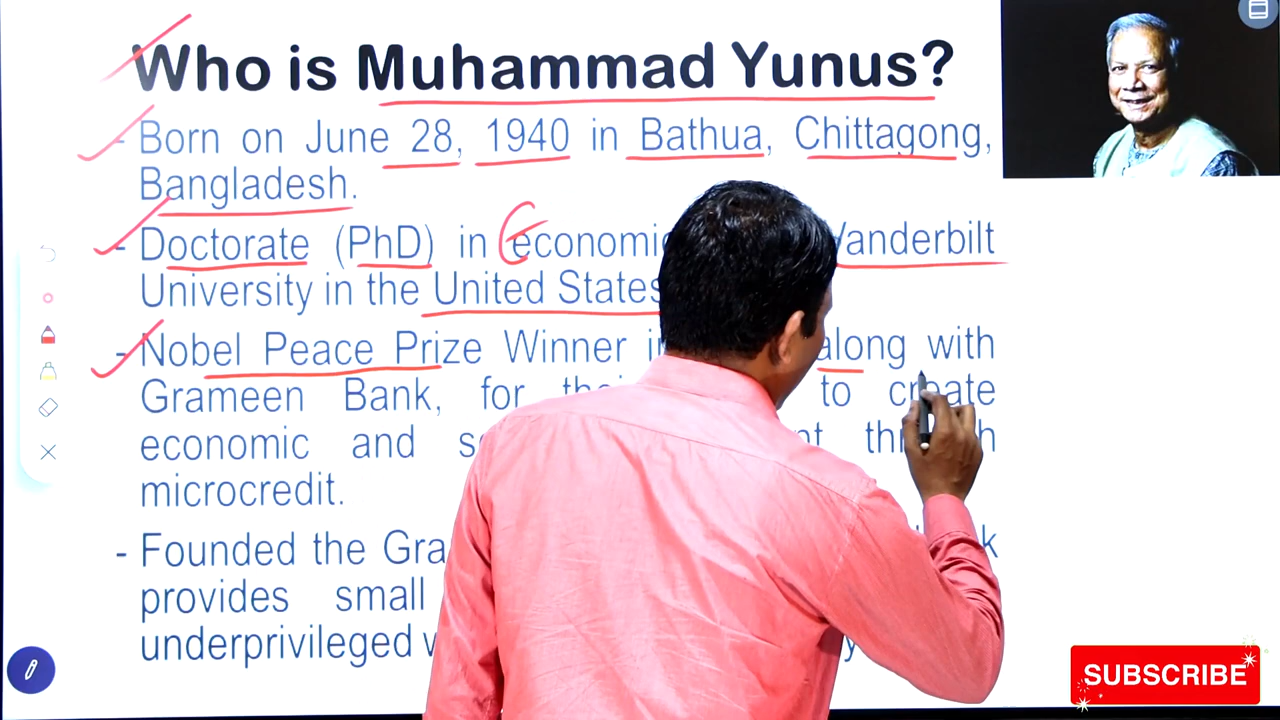 Who is Muhammad Yunus?
- Born on June 28, 1940 in Bathua, Chittagong,
Bangladesh.
- Doctorate (PhD) in economic Vanderbilt
University in the United States
- Nobel Peace Prize Winner along with
Grameen Bank, for to create
economic and
microcredit.
- Founded the
provides small
underprivileged
SUBSCRIBE